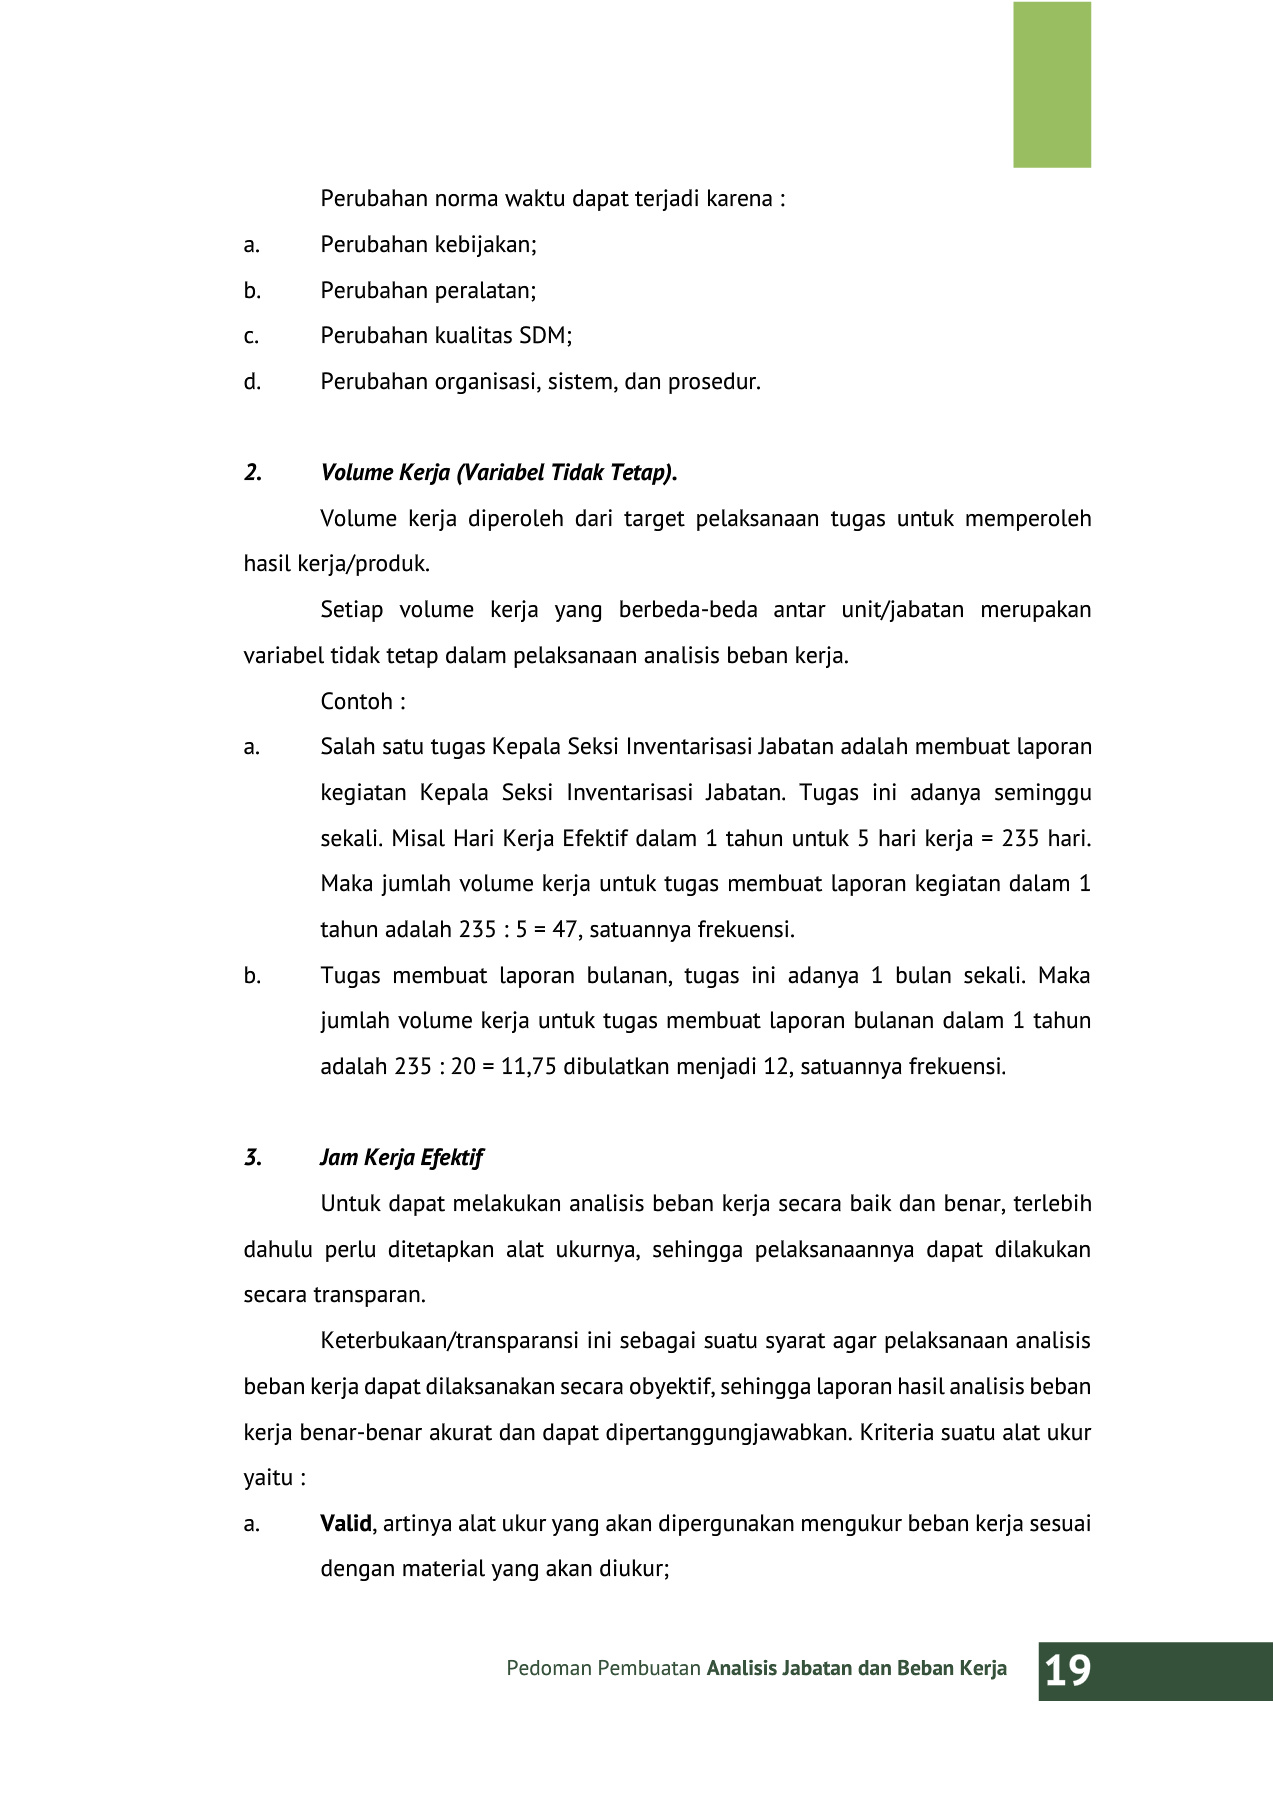 Perubahan norma waktu dapat terjadi karena :
a. Perubahan kebijakan;
b. Perubahan peralatan;
c. Perubahan kualitas SDM;
d. Perubahan organisasi, sistem, dan prosedur.
2. Volume Kerja (Variabel Tidak Tetap).
Volume kerja diperoleh dari target pelaksanaan tugas untuk memperoleh
hasil kerja/produk.
Setiap volume kerja yang berbeda-beda antar unit/jabatan merupakan
variabel tidak tetap dalam pelaksanaan analisis beban kerja.
Contoh :
a. Salah satu tugas Kepala Seksi Inventarisasi Jabatan adalah membuat laporan
kegiatan Kepala Seksi Inventarisasi Jabatan. Tugas ini adanya seminggu
sekali. Misal Hari Kerja Efektif dalam 1 tahun untuk 5 hari kerja = 235 hari.
Maka jumlah volume kerja untuk tugas membuat laporan kegiatan dalam 1
tahun adalah 235 : 5 = 47, satuannya frekuensi.
b. Tugas membuat laporan bulanan, tugas ini adanya 1 bulan sekali. Maka
jumlah volume kerja untuk tugas membuat laporan bulanan dalam 1 tahun
adalah 235 : 20 = 11,75 dibulatkan menjadi 12, satuannya frekuensi.
3. Jam Kerja Efektif
Untuk dapat melakukan analisis beban kerja secara baik dan benar, terlebih
dahulu perlu ditetapkan alat ukurnya, sehingga pelaksanaannya dapat dilakukan
secara transparan.
Keterbukaan/transparansi ini sebagai suatu syarat agar pelaksanaan analisis
beban kerja dapat dilaksanakan secara obyektif, sehingga laporan hasil analisis beban
kerja benar-benar akurat dan dapat dipertanggungjawabkan. Kriteria suatu alat ukur
yaitu :
a. Valid, artinya alat ukur yang akan dipergunakan mengukur beban kerja sesuai
dengan material yang akan diukur;
Pedoman Pembuatan Analisis Jabatan dan Beban Kerja 19